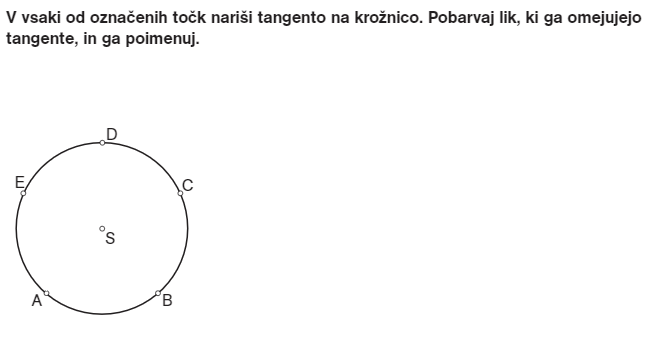 V vsaki od označenih točk nariši tangento na krožnico. Pobarvaj lik, ki ga omejujejo
tangente, in ga poimenuj.
D
E
C
S
A
B